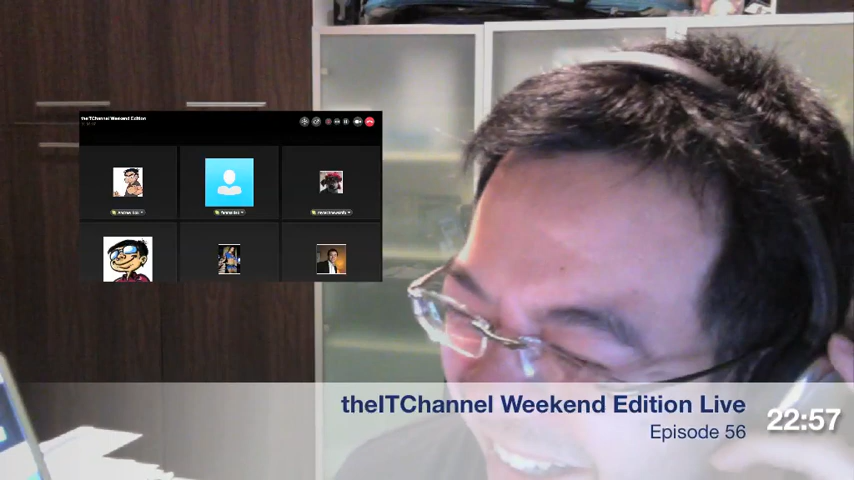 theITChannel Weekend Edition
theITChannel Weekend Edition Live
22:57
Episode 56